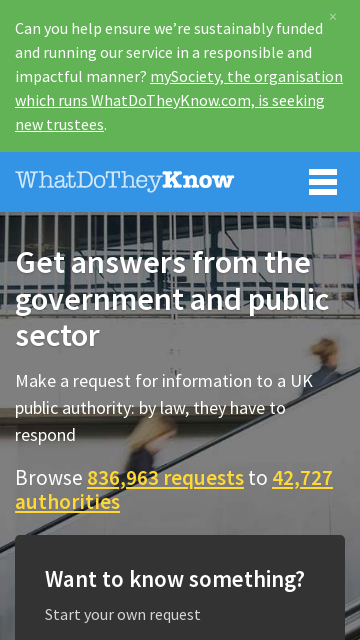 ×
Can you help ensure we’re sustainably funded
and running our service in a responsible and
impactful manner? mySociety, the organisation
which runs WhatDoTheyKnow.com, is seeking
new trustees.
WhatDoTheyKnow
Get answers from the
government and public
sector
Make a request for information to a UK
public authority: by law, they have to
respond
Browse 836,963 requests to 42,727
authorities
Want to know something?
Start your own request